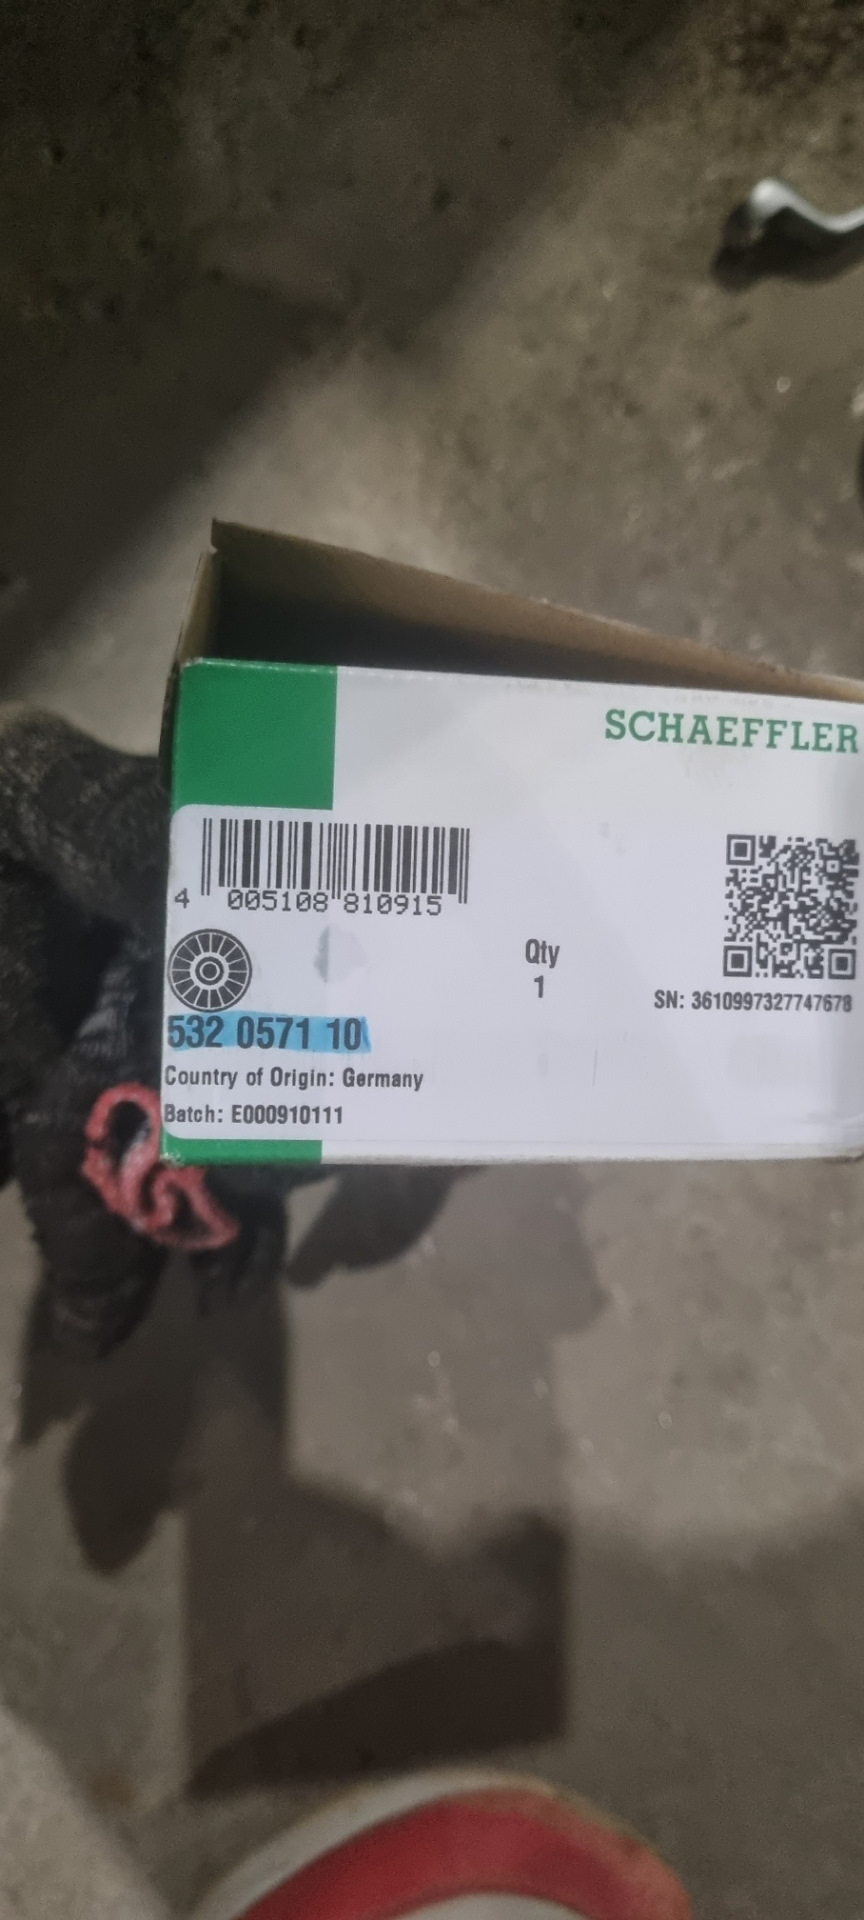 SCHAEFFLER
4 005108 810915
Qty
1
SN: 3610997327747678
532 0571 10
Country of Origin: Germany
Batch: E000910111